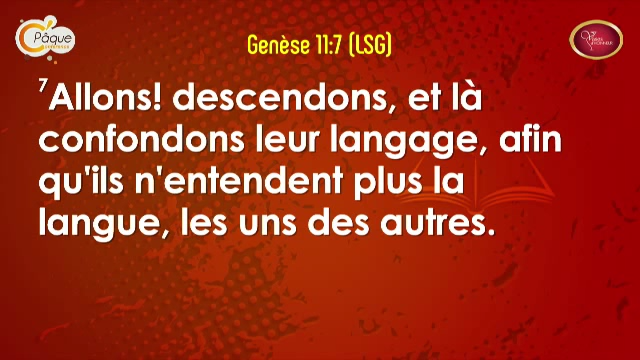 Pâque
Genèse 11:7 (LSG)
7Allons! descendons, et là
confondons leur langage, afin
qu'ils n'entendent plus la
langue, les uns des autres.